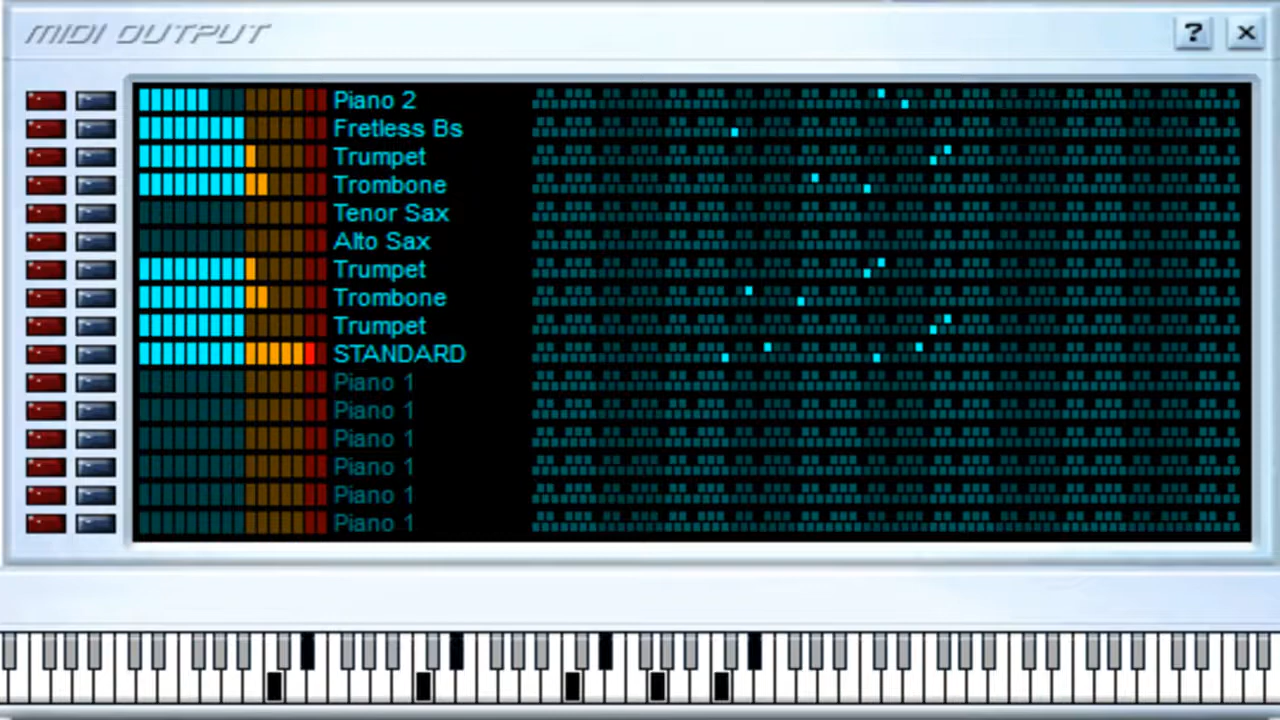 MIDI OUTPUT
? ×
Piano 2
Fretless Bs
Trumpet
Trombone
Tenor Sax
Alto Sax
Trumpet
Trombone
Trumpet
STANDARD
Piano 1
Piano 1
Piano 1
Piano 1
Piano 1
Piano 1